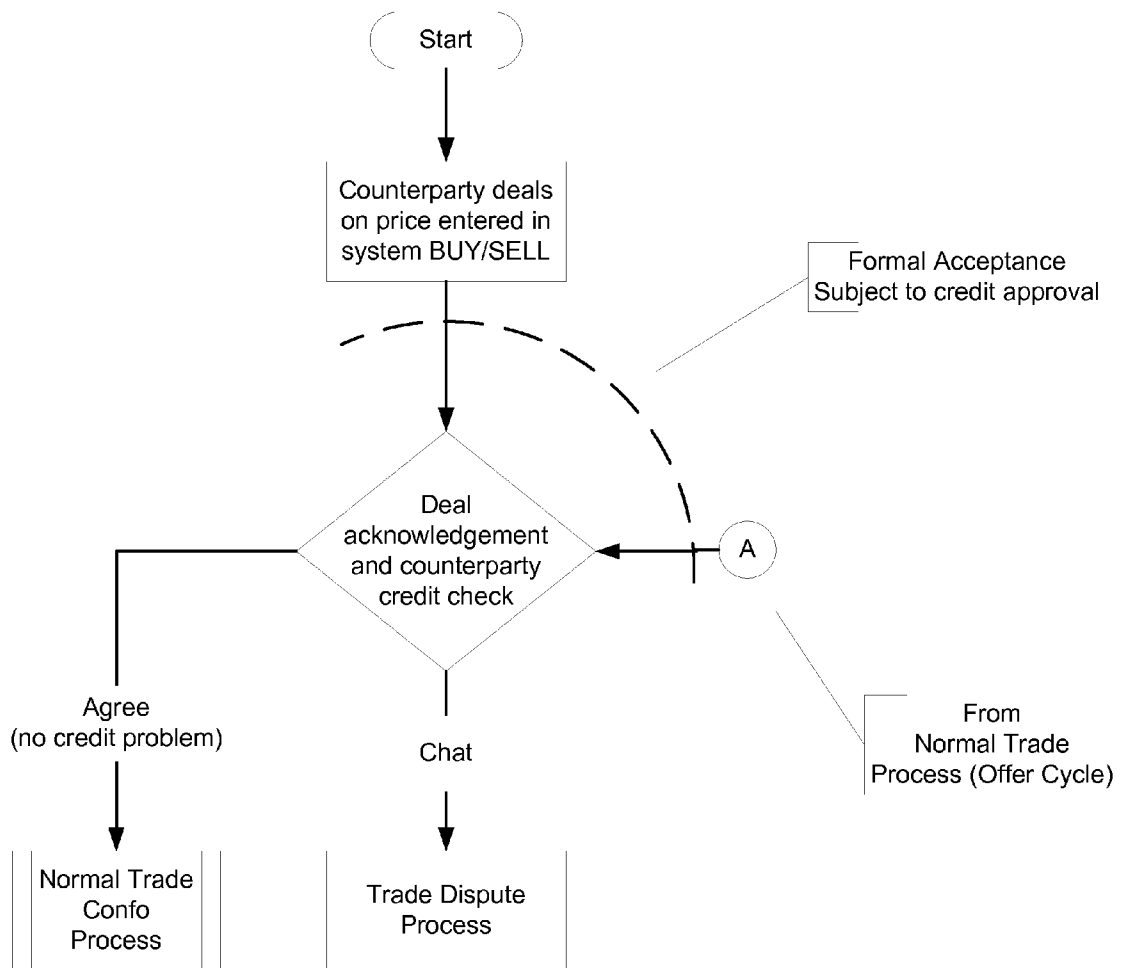 Start
Counterparty deals
on price entered in
system BUY/SELL
Formal Acceptance
Subject to credit approval
Deal
acknowledgement
and counterparty
credit check
A
Agree
(no credit problem)
Chat
From
Normal Trade
Process (Offer Cycle)
Normal Trade
Confo
Process
Trade Dispute
Process